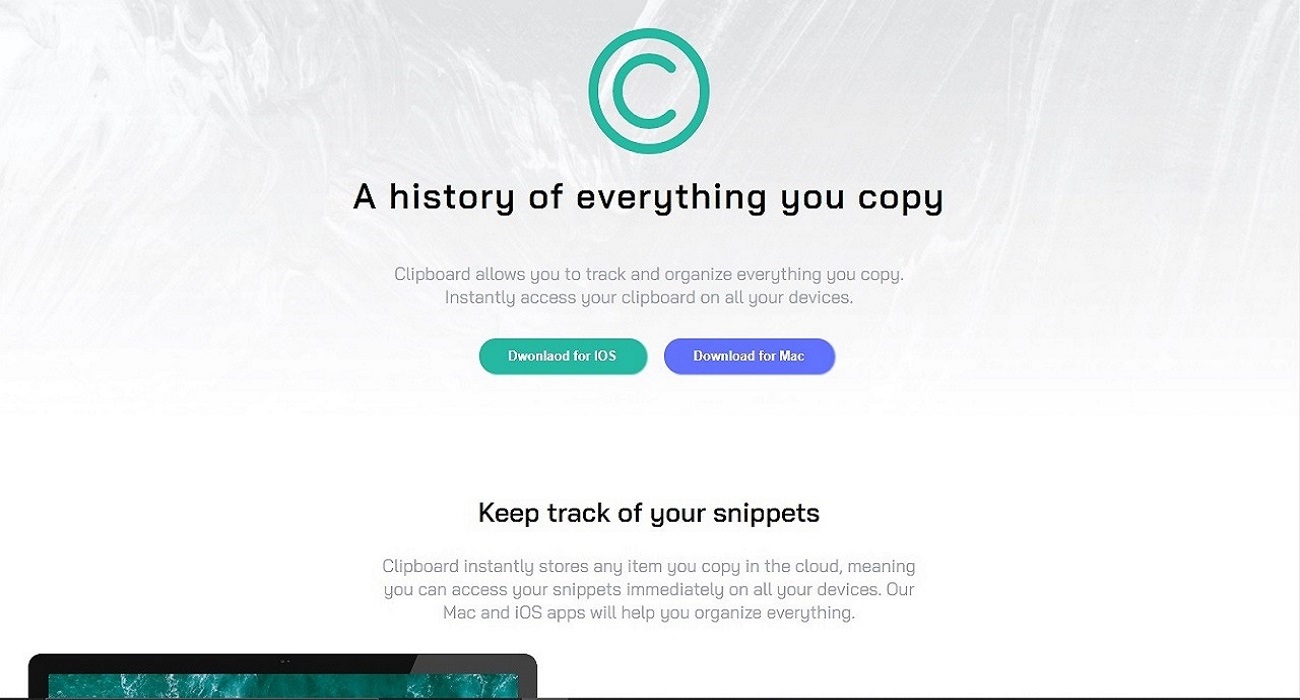 A history of everything you copy
Clipboard allows you to track and organize everything you copy.
Instantly access your clipboard on all your devices.
Dwonlaod for IOS
Download for Mac
Keep track of your snippets
Clipboard instantly stores any item you copy in the cloud, meaning
you can access your snippets immediately on all your devices. Our
Mac and iOS apps will help you organize everything.